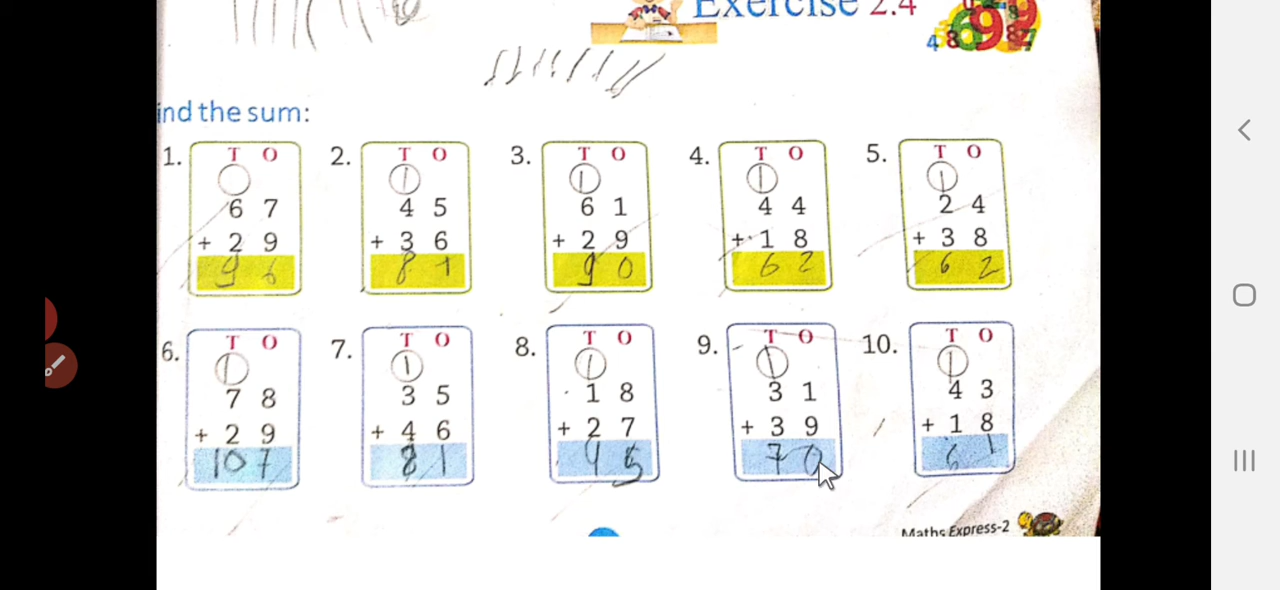 Exercise 2.4
ind the sum:
1. T O
6 7
+ 2 9
9 6
2. T O
1
4 5
+ 3 6
8 1
3. T O
1
6 1
+ 2 9
9 0
4. T O
1
4 4
+ 1 8
6 2
5. T O
1
2 4
+ 3 8
6 2
6. T O
1
7 8
+ 2 9
107
7. T O
1
3 5
+ 4 6
8 1
8. T O
1
1 8
+ 2 7
4 5
9. T O
1
3 1
+ 3 9
7 0
10. T O
1
4 3
+ 1 8
6 1
Maths Express-2